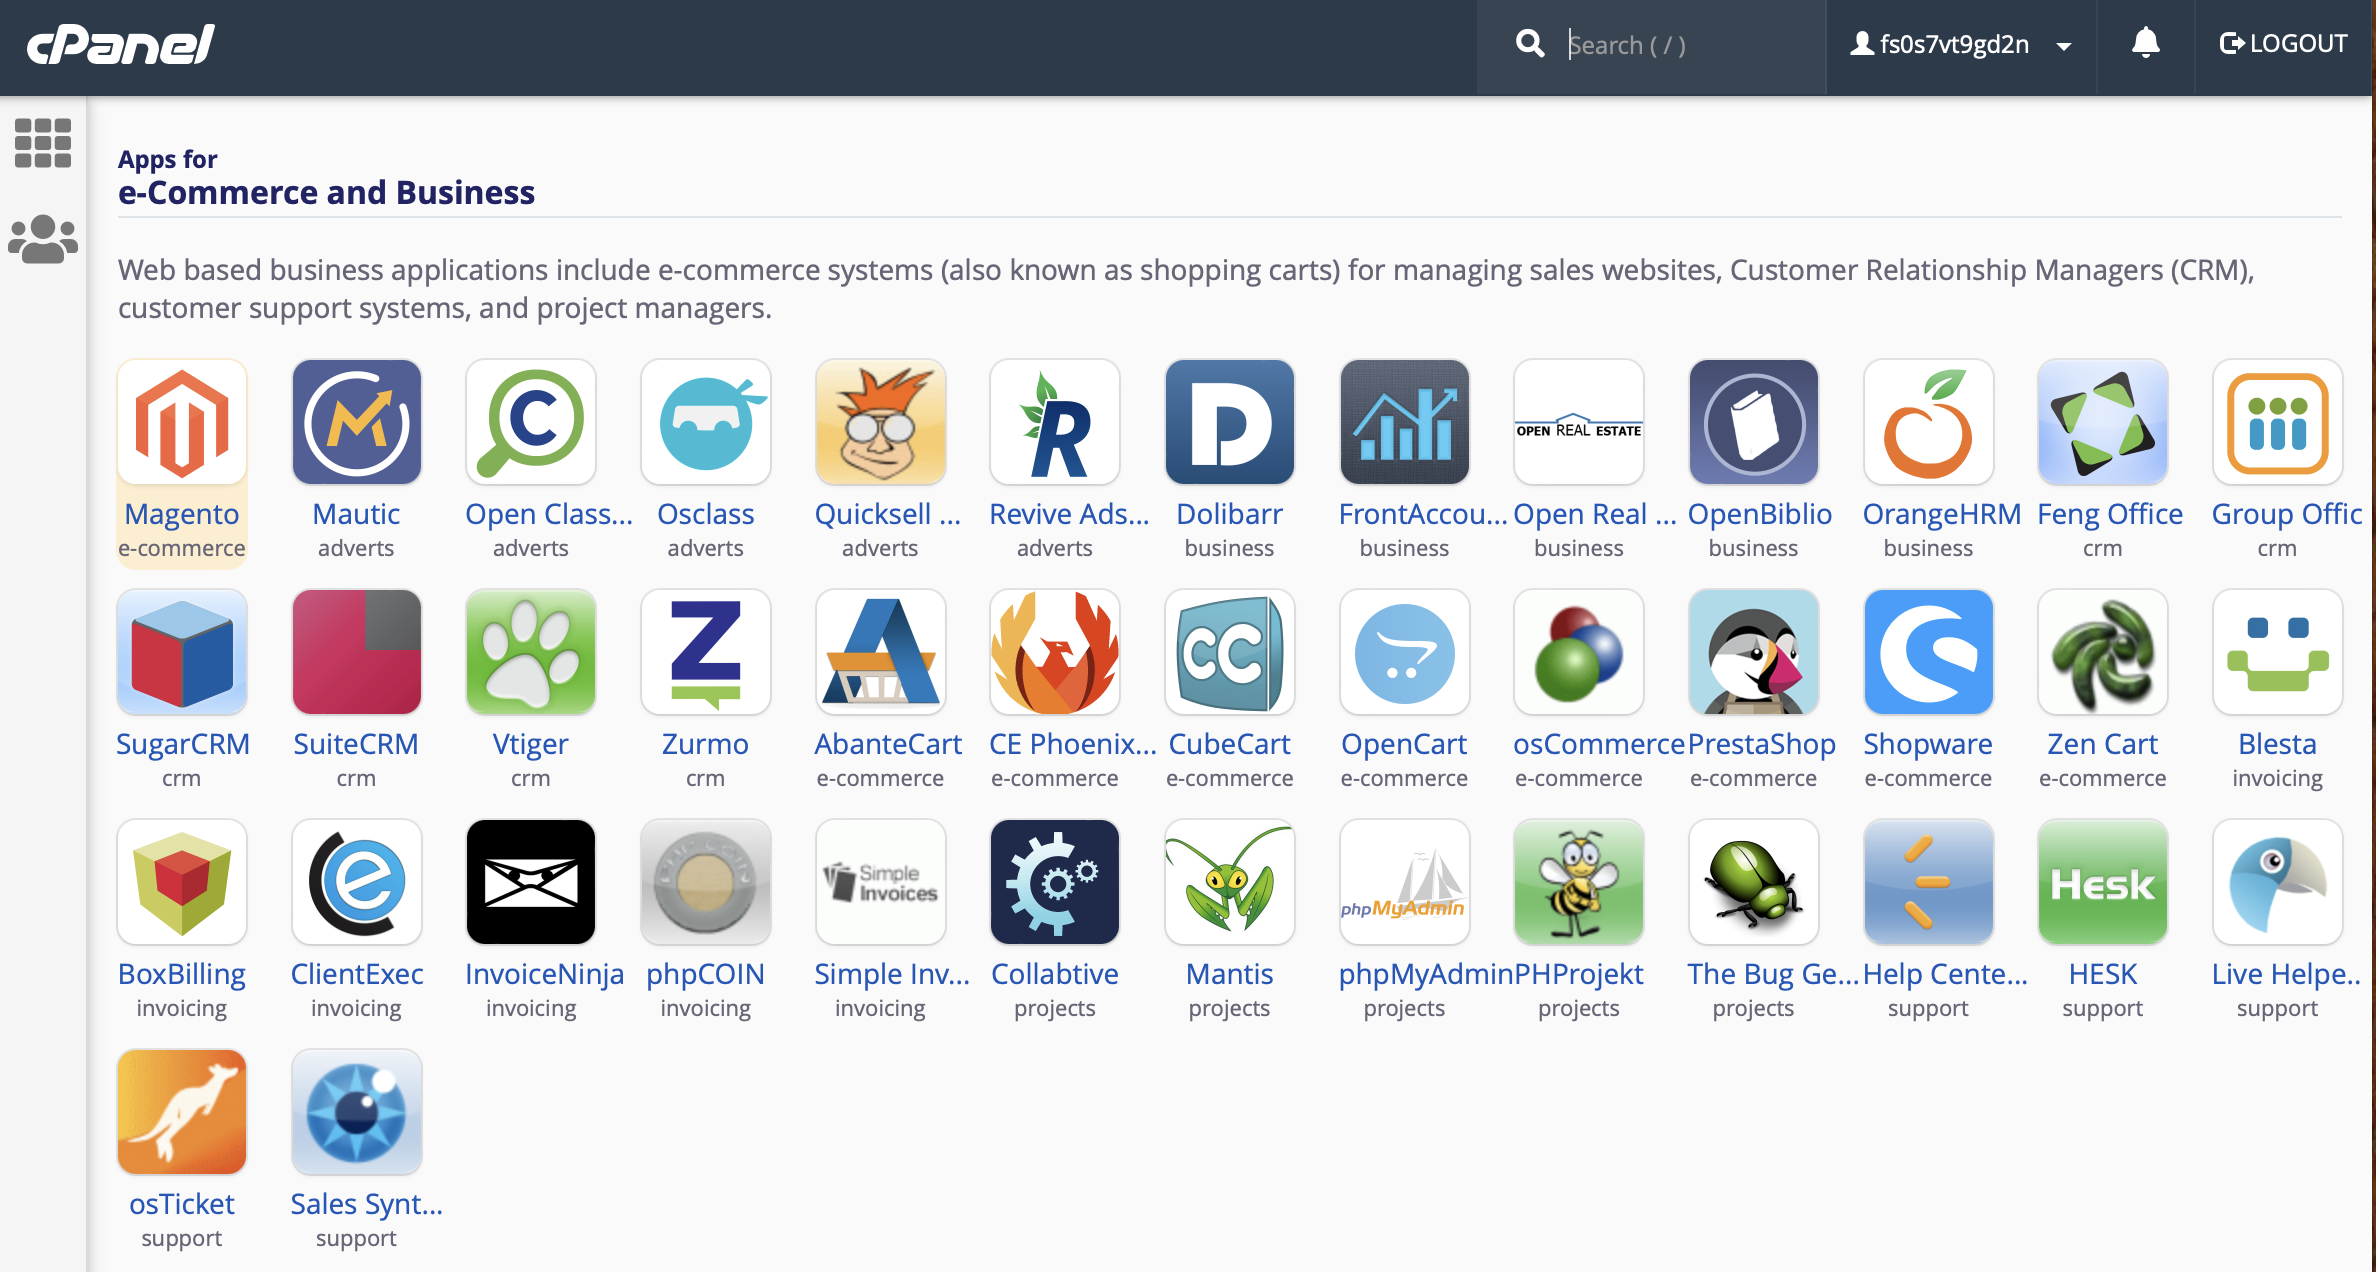 cPanel
Search ( / )
fs0s7vt9gd2n
LOGOUT
Apps for
e-Commerce and Business
Web based business applications include e-commerce systems (also known as shopping carts) for managing sales websites, Customer Relationship Managers (CRM),
customer support systems, and project managers.
OPEN REAL ESTATE
Magento Mautic Open Class... Osclass Quicksell ... Revive Ads... Dolibarr FrontAccou... Open Real ... OpenBiblio OrangeHRM Feng Office Group Offic
e-commerce adverts adverts adverts adverts adverts business business business business business crm crm
CC
SugarCRM SuiteCRM Vtiger Zurmo AbanteCart CE Phoenix... CubeCart OpenCart osCommerce PrestaShop Shopware Zen Cart Blesta
crm crm crm crm e-commerce e-commerce e-commerce e-commerce e-commerce e-commerce e-commerce e-commerce invoicing
Simple
Invoices
phpMyAdmin
Hesk
BoxBilling ClientExec InvoiceNinja phpCOIN Simple Inv... Collabtive Mantis phpMyAdmin PHProjekt The Bug Ge... Help Cente... HESK Live Helpe..
invoicing invoicing invoicing invoicing invoicing projects projects projects projects projects support support support
osTicket Sales Synt...
support support